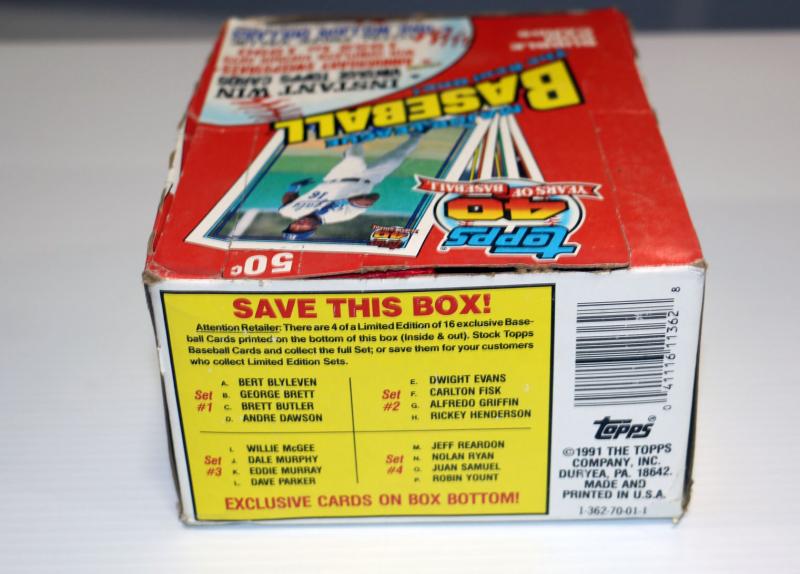 INSTANT WIN
VINTAGE TOPPS CARDS
MAJOR LEAGUE
BASEBALL
The Real One!
TOPPS
40
YEARS OF BASEBALL
50¢
SAVE THIS BOX!
Attention Retailer: There are 4 of a Limited Edition of 16 exclusive Base-
ball Cards printed on the bottom of this box (Inside & out). Stock Topps
Baseball Cards and collect the full Set; or save them for your customers
who collect Limited Edition Sets.
Set #1
A. BERT BLYLEVEN
B. GEORGE BRETT
C. BRETT BUTLER
D. ANDRE DAWSON
Set #2
E. DWIGHT EVANS
F. CARLTON FISK
G. ALFREDO GRIFFIN
H. RICKEY HENDERSON
Set #3
I. WILLIE McGEE
J. DALE MURPHY
K. EDDIE MURRAY
L. DAVE PARKER
Set #4
M. JEFF REARDON
N. NOLAN RYAN
O. JUAN SAMUEL
P. ROBIN YOUNT
EXCLUSIVE CARDS ON BOX BOTTOM!
0 41116 11362 8
Topps®
©1991 THE TOPPS
COMPANY, INC.
DURYEA, PA. 18642.
MADE AND
PRINTED IN U.S.A.
1-362-70-01-1